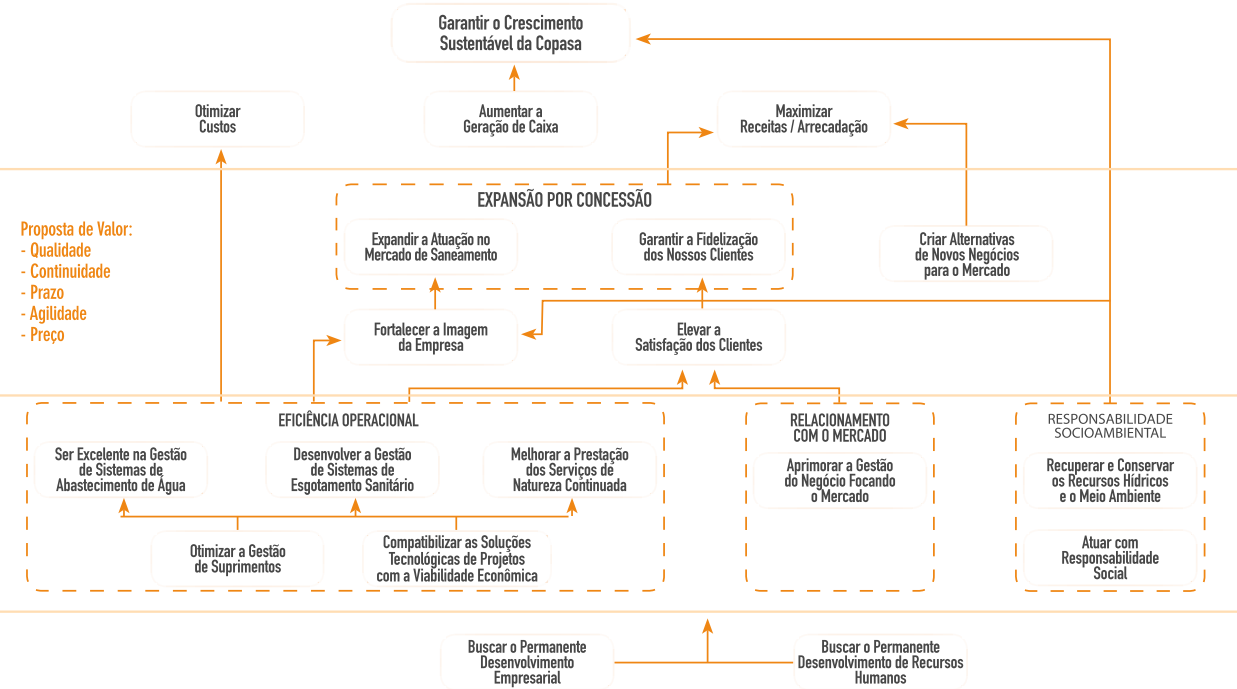 Garantir o Crescimento
Sustentável da Copasa
Otimizar
Custos
Aumentar a
Geração de Caixa
Maximizar
Receitas / Arrecadação
Proposta de Valor:
- Qualidade
- Continuidade
- Prazo
- Agilidade
- Preço
EXPANSÃO POR CONCESSÃO
Expandir a Atuação no
Mercado de Saneamento
Garantir a Fidelização
dos Nossos Clientes
Criar Alternativas
de Novos Negócios
para o Mercado
Fortalecer a Imagem
da Empresa
Elevar a
Satisfação dos Clientes
EFICIÊNCIA OPERACIONAL
Ser Excelente na Gestão
de Sistemas de
Abastecimento de Água
Desenvolver a Gestão
de Sistemas de
Esgotamento Sanitário
Melhorar a Prestação
dos Serviços de
Natureza Continuada
Otimizar a Gestão
de Suprimentos
Compatibilizar as Soluções
Tecnológicas de Projetos
com a Viabilidade Econômica
RELACIONAMENTO
COM O MERCADO
Aprimorar a Gestão
do Negócio Focando
o Mercado
RESPONSABILIDADE
SOCIOAMBIENTAL
Recuperar e Conservar
os Recursos Hídricos
e o Meio Ambiente
Atuar com
Responsabilidade
Social
Buscar o Permanente
Desenvolvimento
Empresarial
Buscar o Permanente
Desenvolvimento de Recursos
Humanos